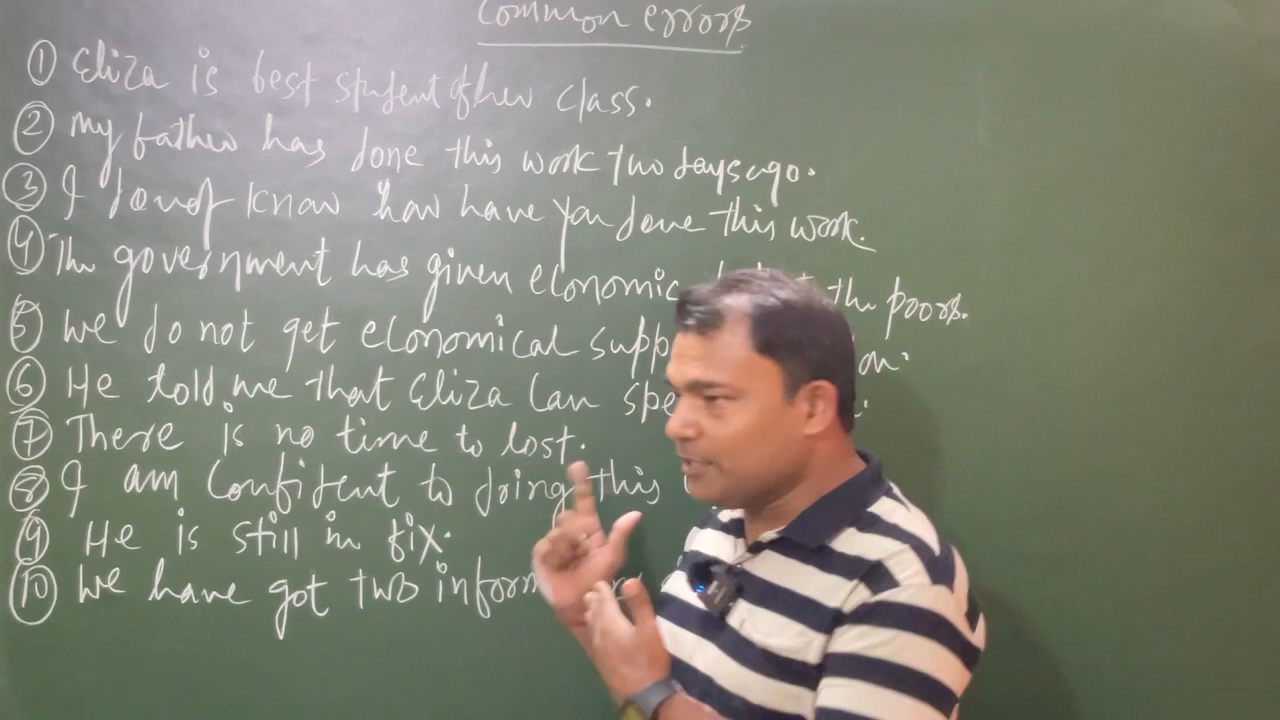 Common errors
① Eliza is best student of her class.
② My father has done this work two days ago.
③ I donot know how have you done this work.
④ The government has given economic the poors.
⑤ We do not get economical
⑥ He told me that Eliza can
⑦ There is no time to lost.
⑧ I am confident to doing this
⑨ He is still in fix.
⑩ We have got two